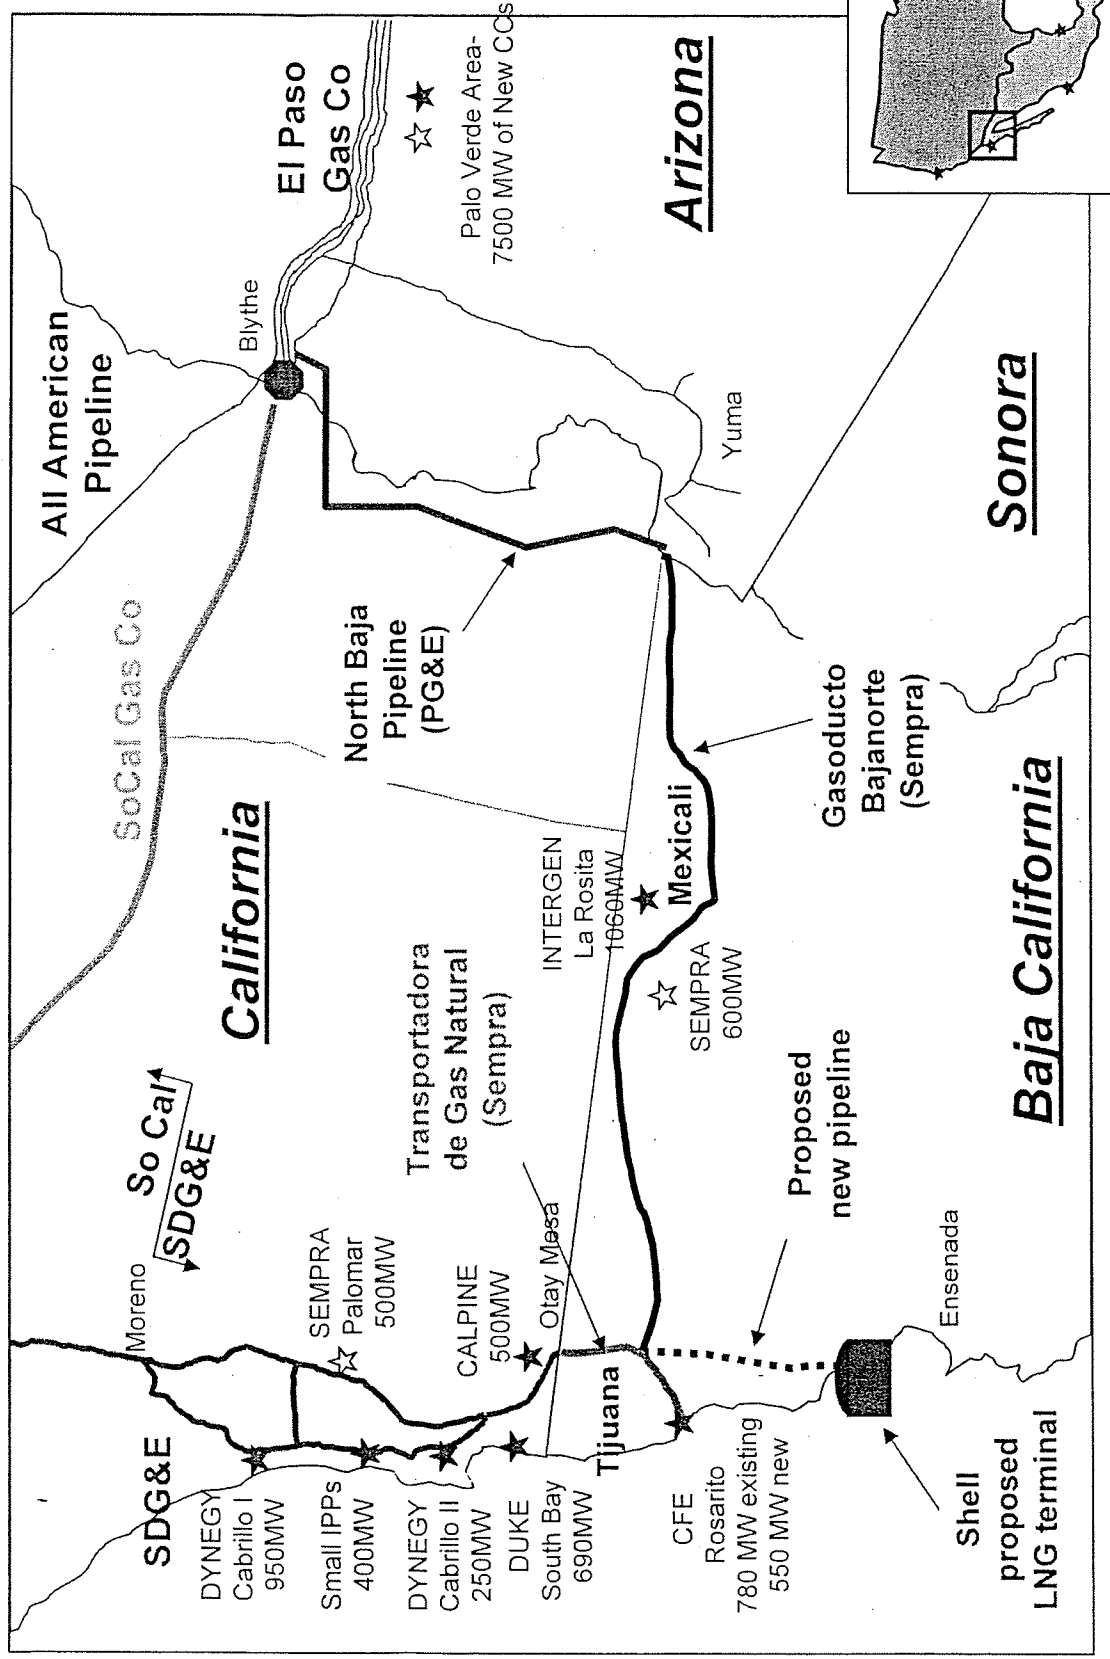 All American
Pipeline
Blythe
El Paso
Gas Co
Palo Verde Area-
7500 MW of New CCs
Arizona
SoCal Gas Co
California
So Cal
SDG&E
Moreno
SDG&E
DYNEGY
Cabrillo I
950MW
SEMPRA
Palomar
500MW
Small IPPs
400MW
DYNEGY
Cabrillo II
250MW
CALPINE
500MW
DUKE
South Bay
690MW
Otay Mesa
Transportadora
de Gas Natural
(Sempra)
North Baja
Pipeline
(PG&E)
Yuma
INTERGEN
La Rosita
1060MW
Mexicali
SEMPRA
600MW
Tijuana
CFE
Rosarito
780 MW existing
550 MW new
Proposed
new pipeline
Gasoducto
Bajanorte
(Sempra)
Ensenada
Shell
proposed
LNG terminal
Baja California
Sonora